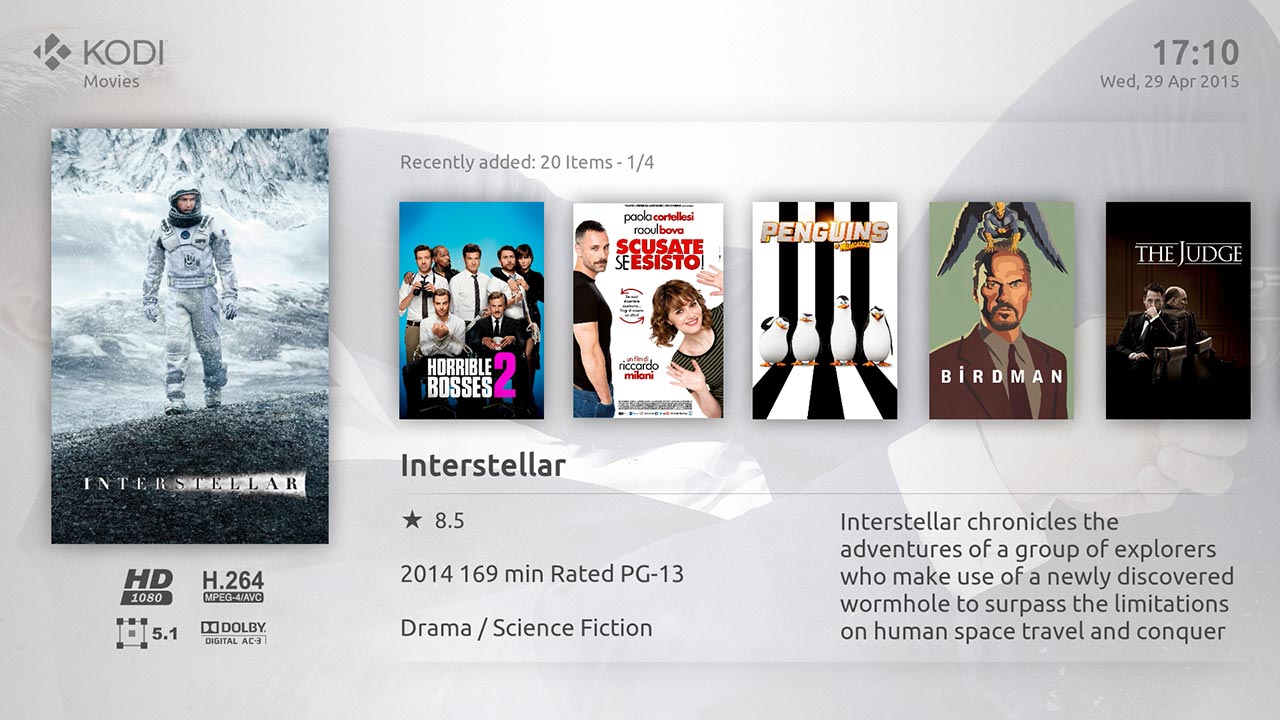 KODI
Movies
17:10
Wed, 29 Apr 2015
Recently added: 20 Items - 1/4
INTERSTELLAR
HORRIBLE
BOSSES 2
paola cortellesi
raoul bova
SCUSATE
SE ESISTO!
un film di
riccardo
milani
PENGUINS
BiRDMAN
THE JUDGE
Interstellar
★ 8.5
2014 169 min Rated PG-13
Drama / Science Fiction
Interstellar chronicles the
adventures of a group of explorers
who make use of a newly discovered
wormhole to surpass the limitations
on human space travel and conquer
HD
1080
H.264
MPEG-4/AVC
5.1
DOLBY
DIGITAL AC-3